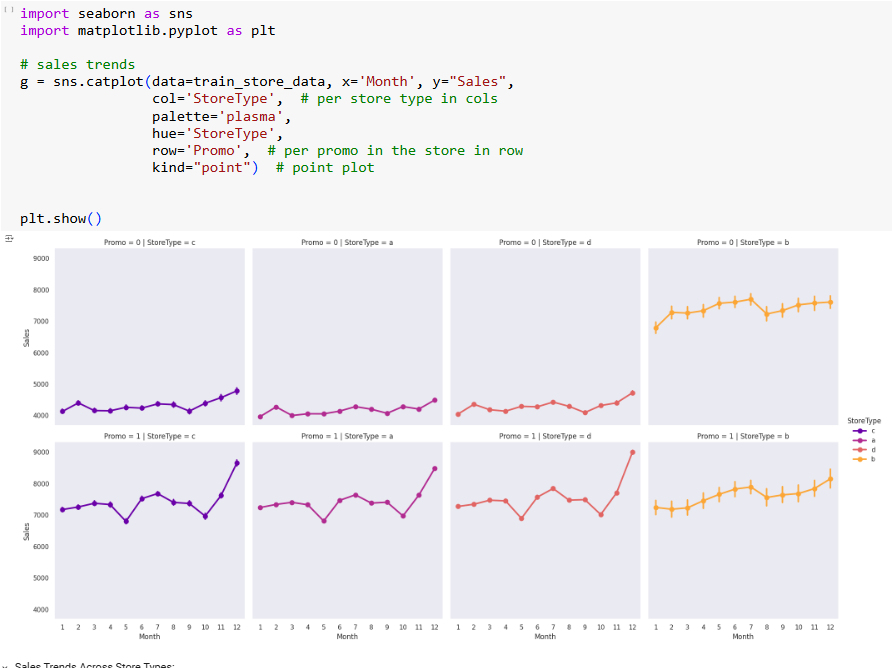 import seaborn as sns
import matplotlib.pyplot as plt
# sales trends
g = sns.catplot(data=train_store_data, x='Month', y="Sales",
col='StoreType',  # per store type in cols
palette='plasma',
hue='StoreType',
row='Promo',  # per promo in the store in row
kind="point")  # point plot
plt.show()
Promo = 0 | StoreType = c
Promo = 0 | StoreType = a
Promo = 0 | StoreType = d
Promo = 0 | StoreType = b
9000
8000
7000
6000
5000
4000
Sales
Promo = 1 | StoreType = c
Promo = 1 | StoreType = a
Promo = 1 | StoreType = d
Promo = 1 | StoreType = b
9000
8000
7000
6000
5000
4000
Sales
1 2 3 4 5 6 7 8 9 10 11 12
Month
1 2 3 4 5 6 7 8 9 10 11 12
Month
1 2 3 4 5 6 7 8 9 10 11 12
Month
1 2 3 4 5 6 7 8 9 10 11 12
Month
StoreType
c
a
d
b
Sales Trends Across Store Types: